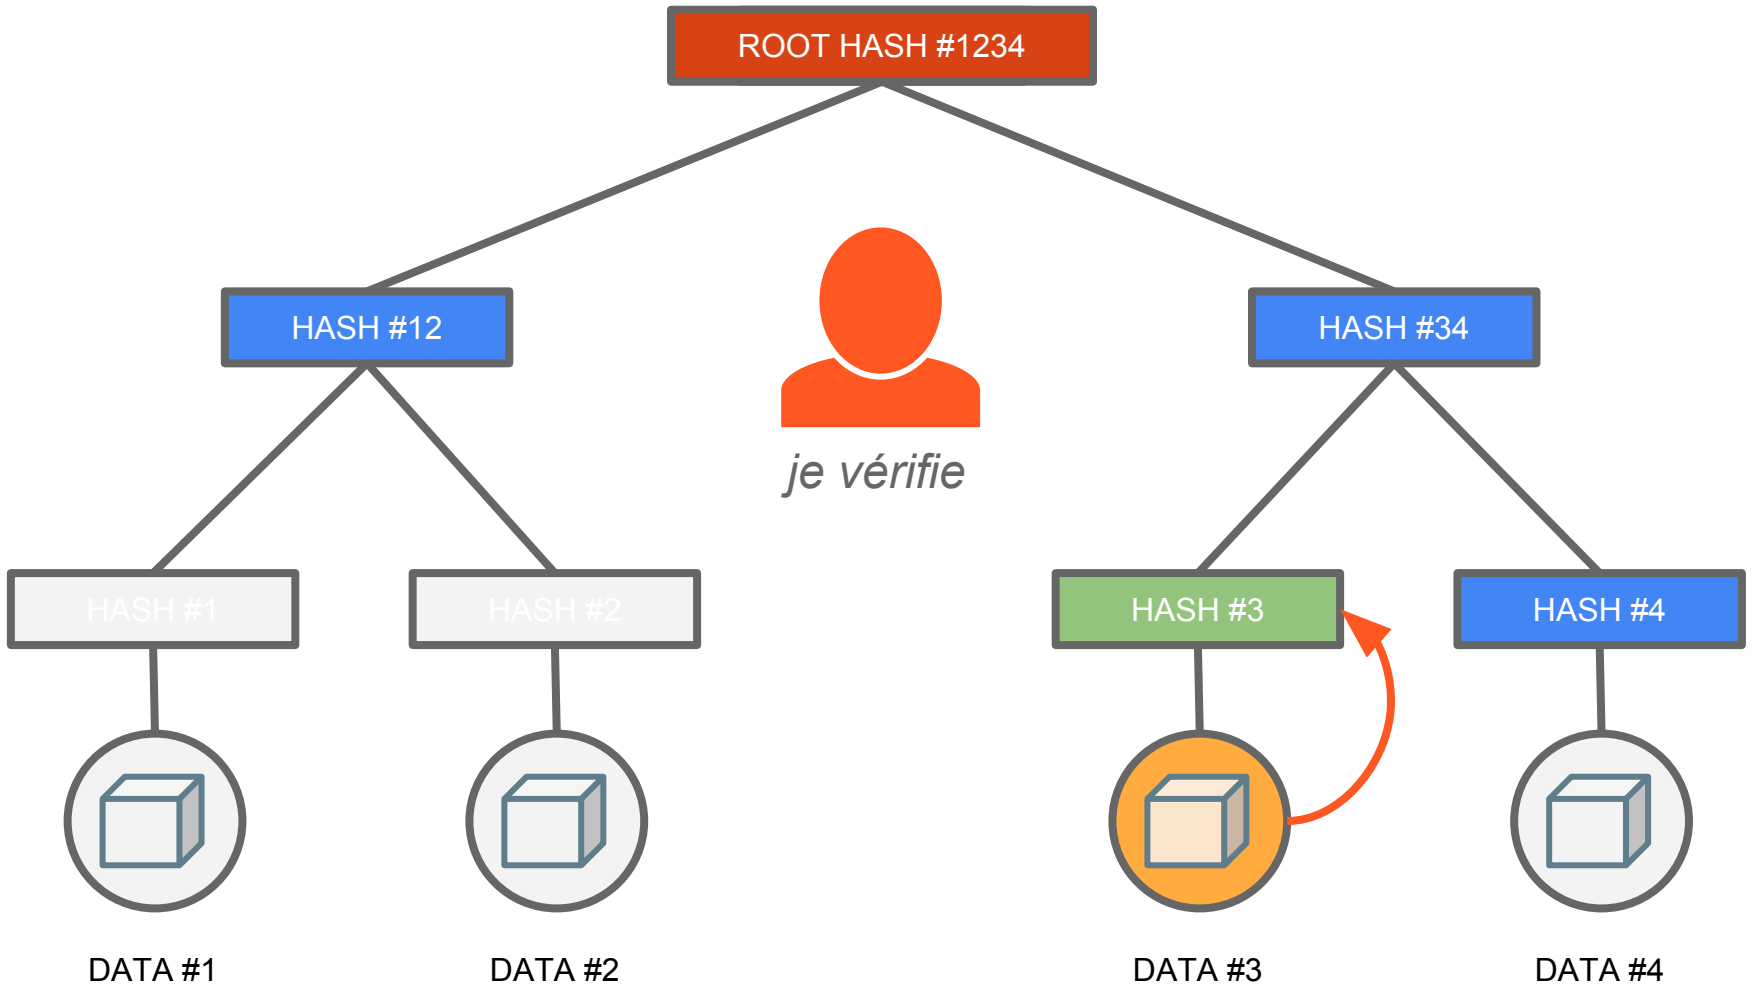 ROOT HASH #1234
HASH #12
HASH #34
je vérifie
HASH #1
HASH #2
HASH #3
HASH #4
DATA #1
DATA #2
DATA #3
DATA #4